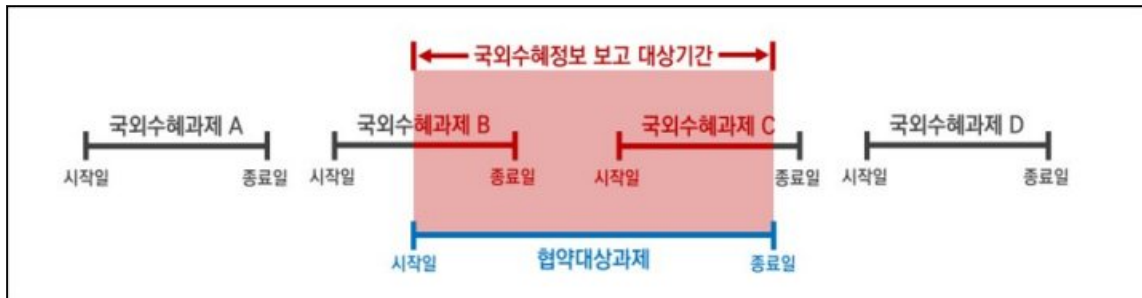 국외수혜정보 보고 대상기간
국외수혜과제 A 국외수혜과제 B 국외수혜과제 C 국외수혜과제 D
시작일 종료일 시작일 종료일 시작일 종료일 시작일 종료일
시작일 협약대상과제 종료일